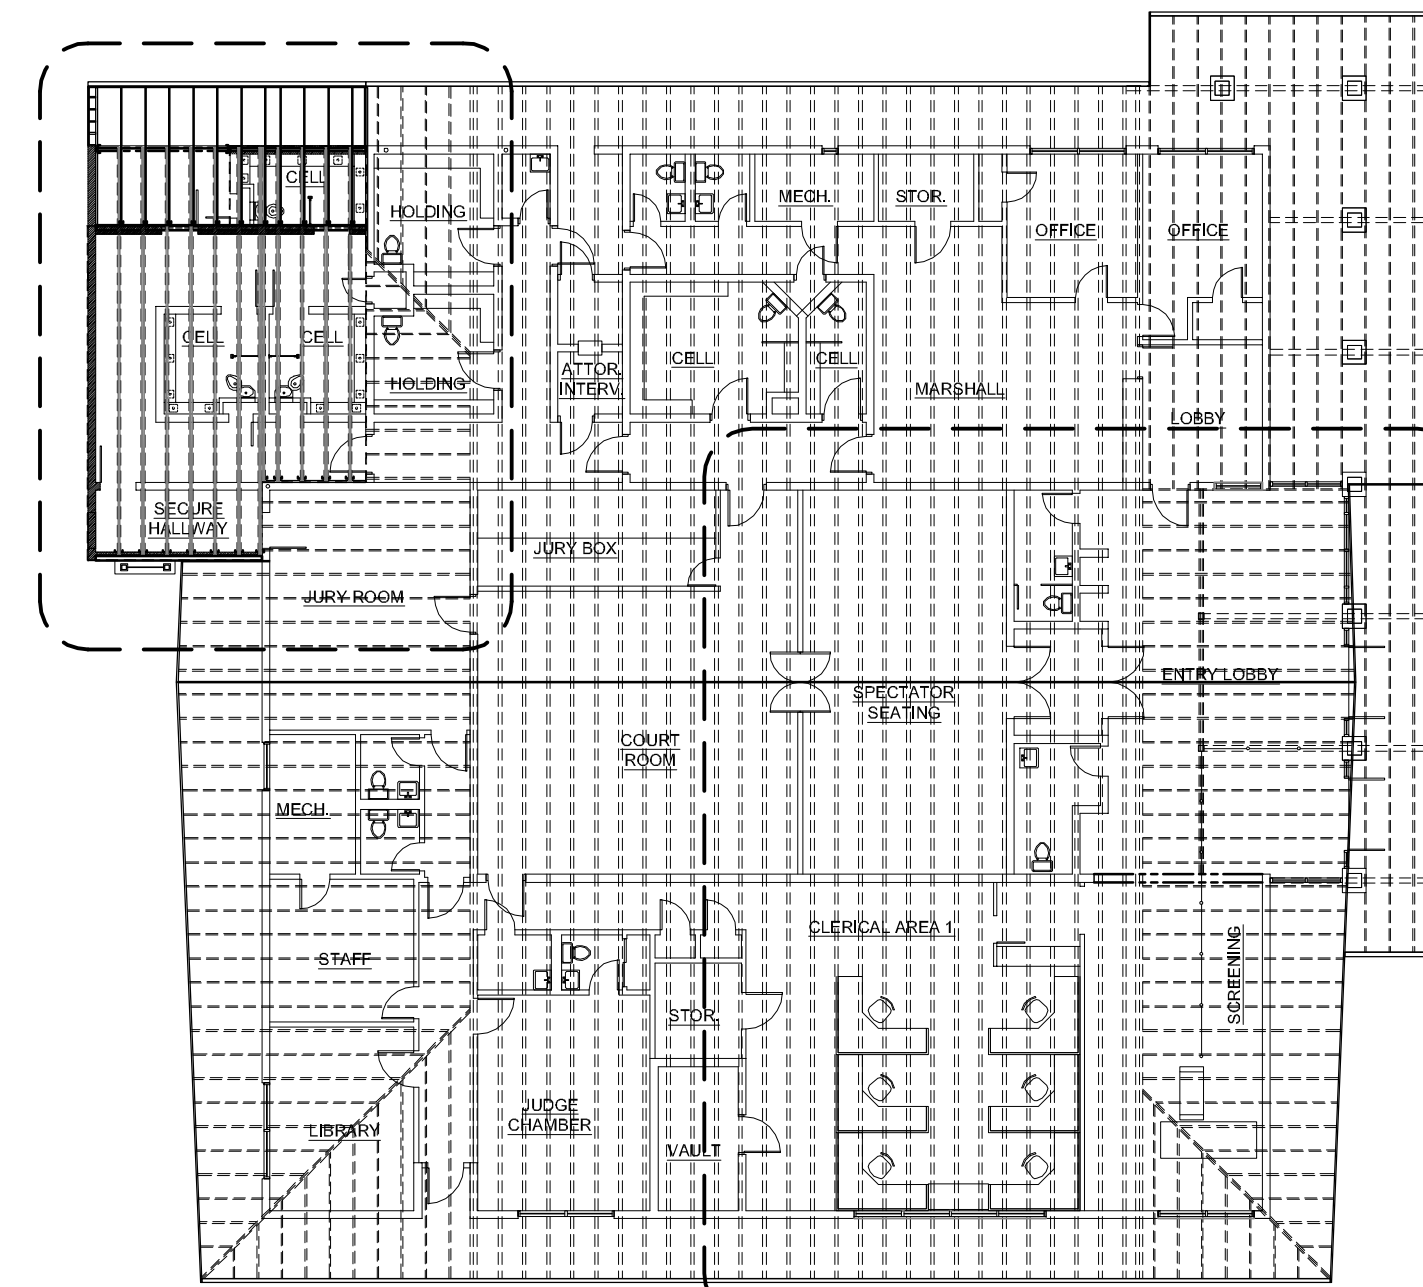 CELL
MECH.
STOR.
HOLDING
OFFICE
OFFICE
CELL
CELL
CELL
CELL
ATTOR.
INTERV.
HOLDING
MARSHALL
LOBBY
SECURE
HALLWAY
JURY BOX
JURY ROOM
ENTRY LOBBY
SPECTATOR
SEATING
COURT
ROOM
MECH.
CLERICAL AREA 1
STAFF
SCREENING
STOR.
JUDGE
CHAMBER
LIBRARY
VAULT